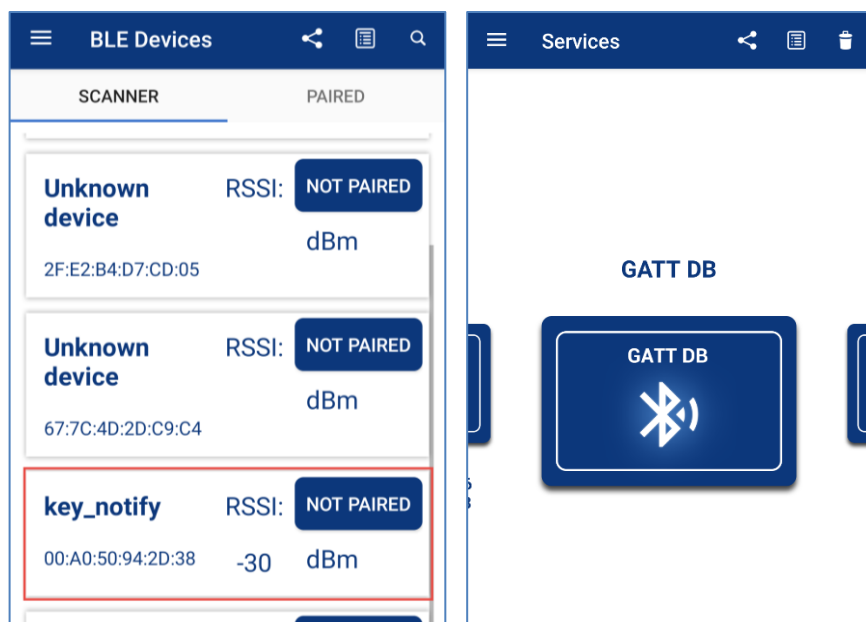 BLE Devices
SCANNER
PAIRED
Unknown
device
RSSI:
NOT PAIRED
dBm
2F:E2:B4:D7:CD:05
Unknown
device
RSSI:
NOT PAIRED
dBm
67:7C:4D:2D:C9:C4
key_notify
RSSI:
NOT PAIRED
00:A0:50:94:2D:38
-30
dBm
Services
GATT DB
GATT DB